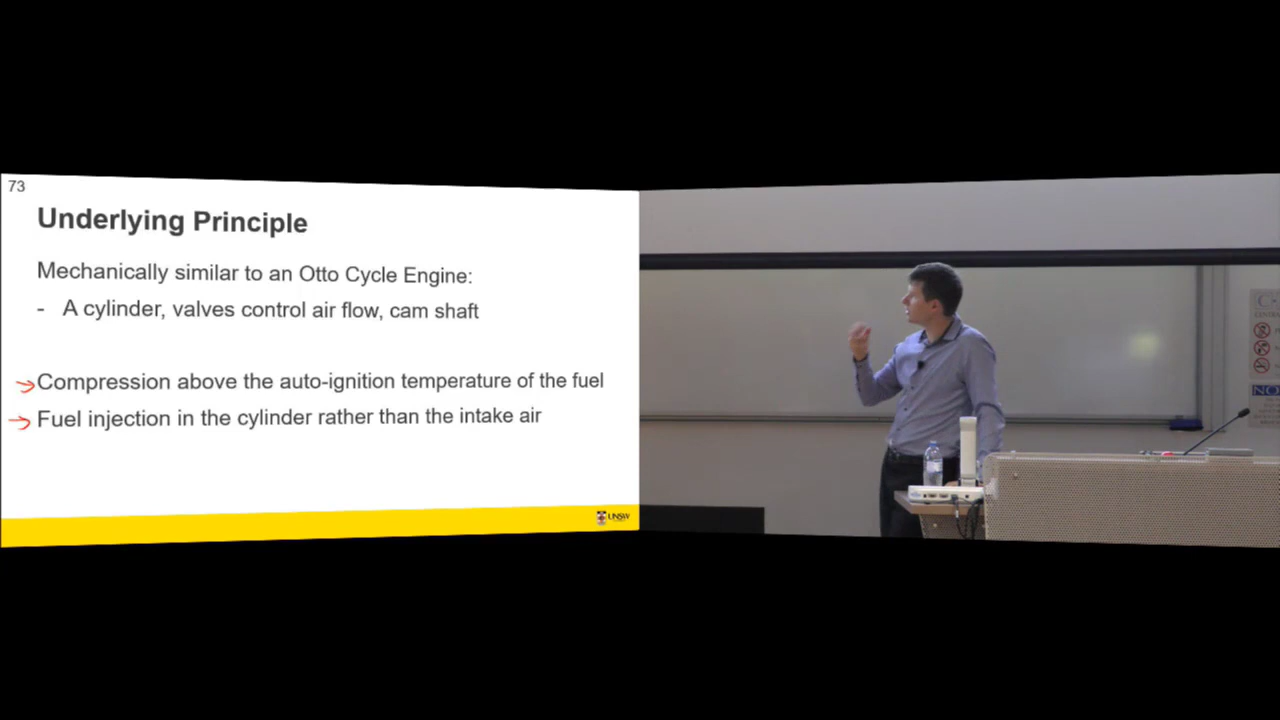 73
Underlying Principle
Mechanically similar to an Otto Cycle Engine:
- A cylinder, valves control air flow, cam shaft
Compression above the auto-ignition temperature of the fuel
Fuel injection in the cylinder rather than the intake air
UNSW
NO